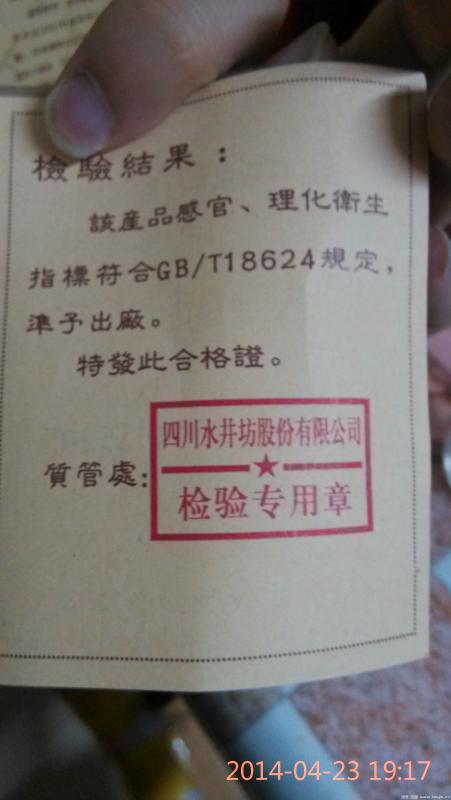 檢驗結果：
該産品感官、理化衛生
指標符合GB/T18624規定，
準予出廠。
特發此合格證。
質管處：
四川水井坊股份有限公司
检验专用章
2014-04-23 19:17